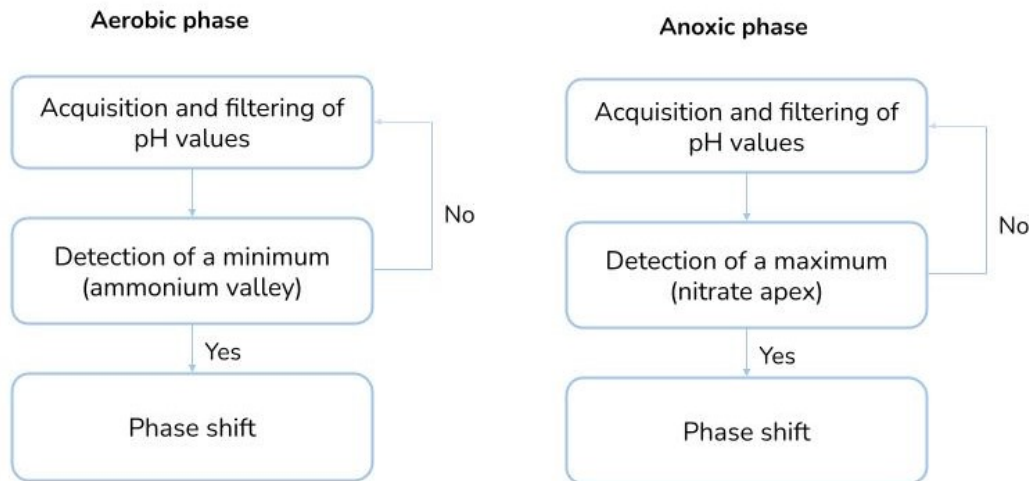 Aerobic phase
Acquisition and filtering of
pH values
No
Detection of a minimum
(ammonium valley)
Yes
Phase shift
Anoxic phase
Acquisition and filtering of
pH values
No
Detection of a maximum
(nitrate apex)
Yes
Phase shift